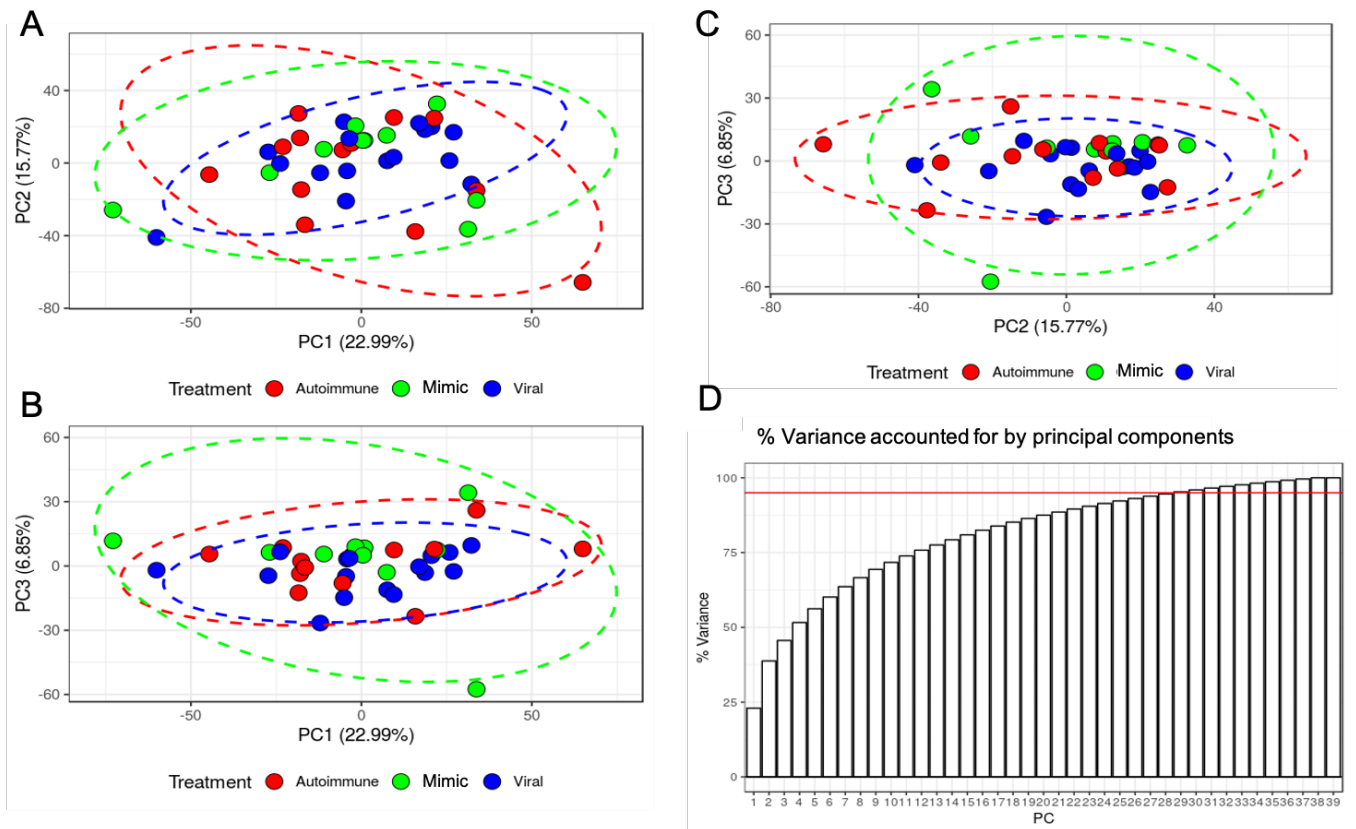 A
40
0
-40
-80
PC2 (15.77%)
-50 0 50
PC1 (22.99%)
Treatment Autoimmune Mimic Viral
B
60
30
0
-30
-60
PC3 (6.85%)
-50 0 50
PC1 (22.99%)
Treatment Autoimmune Mimic Viral
C
60
30
0
-30
-60
PC3 (6.85%)
-80 -40 0 40
PC2 (15.77%)
Treatment Autoimmune Mimic Viral
D
% Variance accounted for by principal components
100
75
50
25
0
% Variance
1 2 3 4 5 6 7 8 9 10 11 12 13 14 15 16 17 18 19 20 21 22 23 24 25 26 27 28 29 30 31 32 33 34 35 36 37 38 39
PC